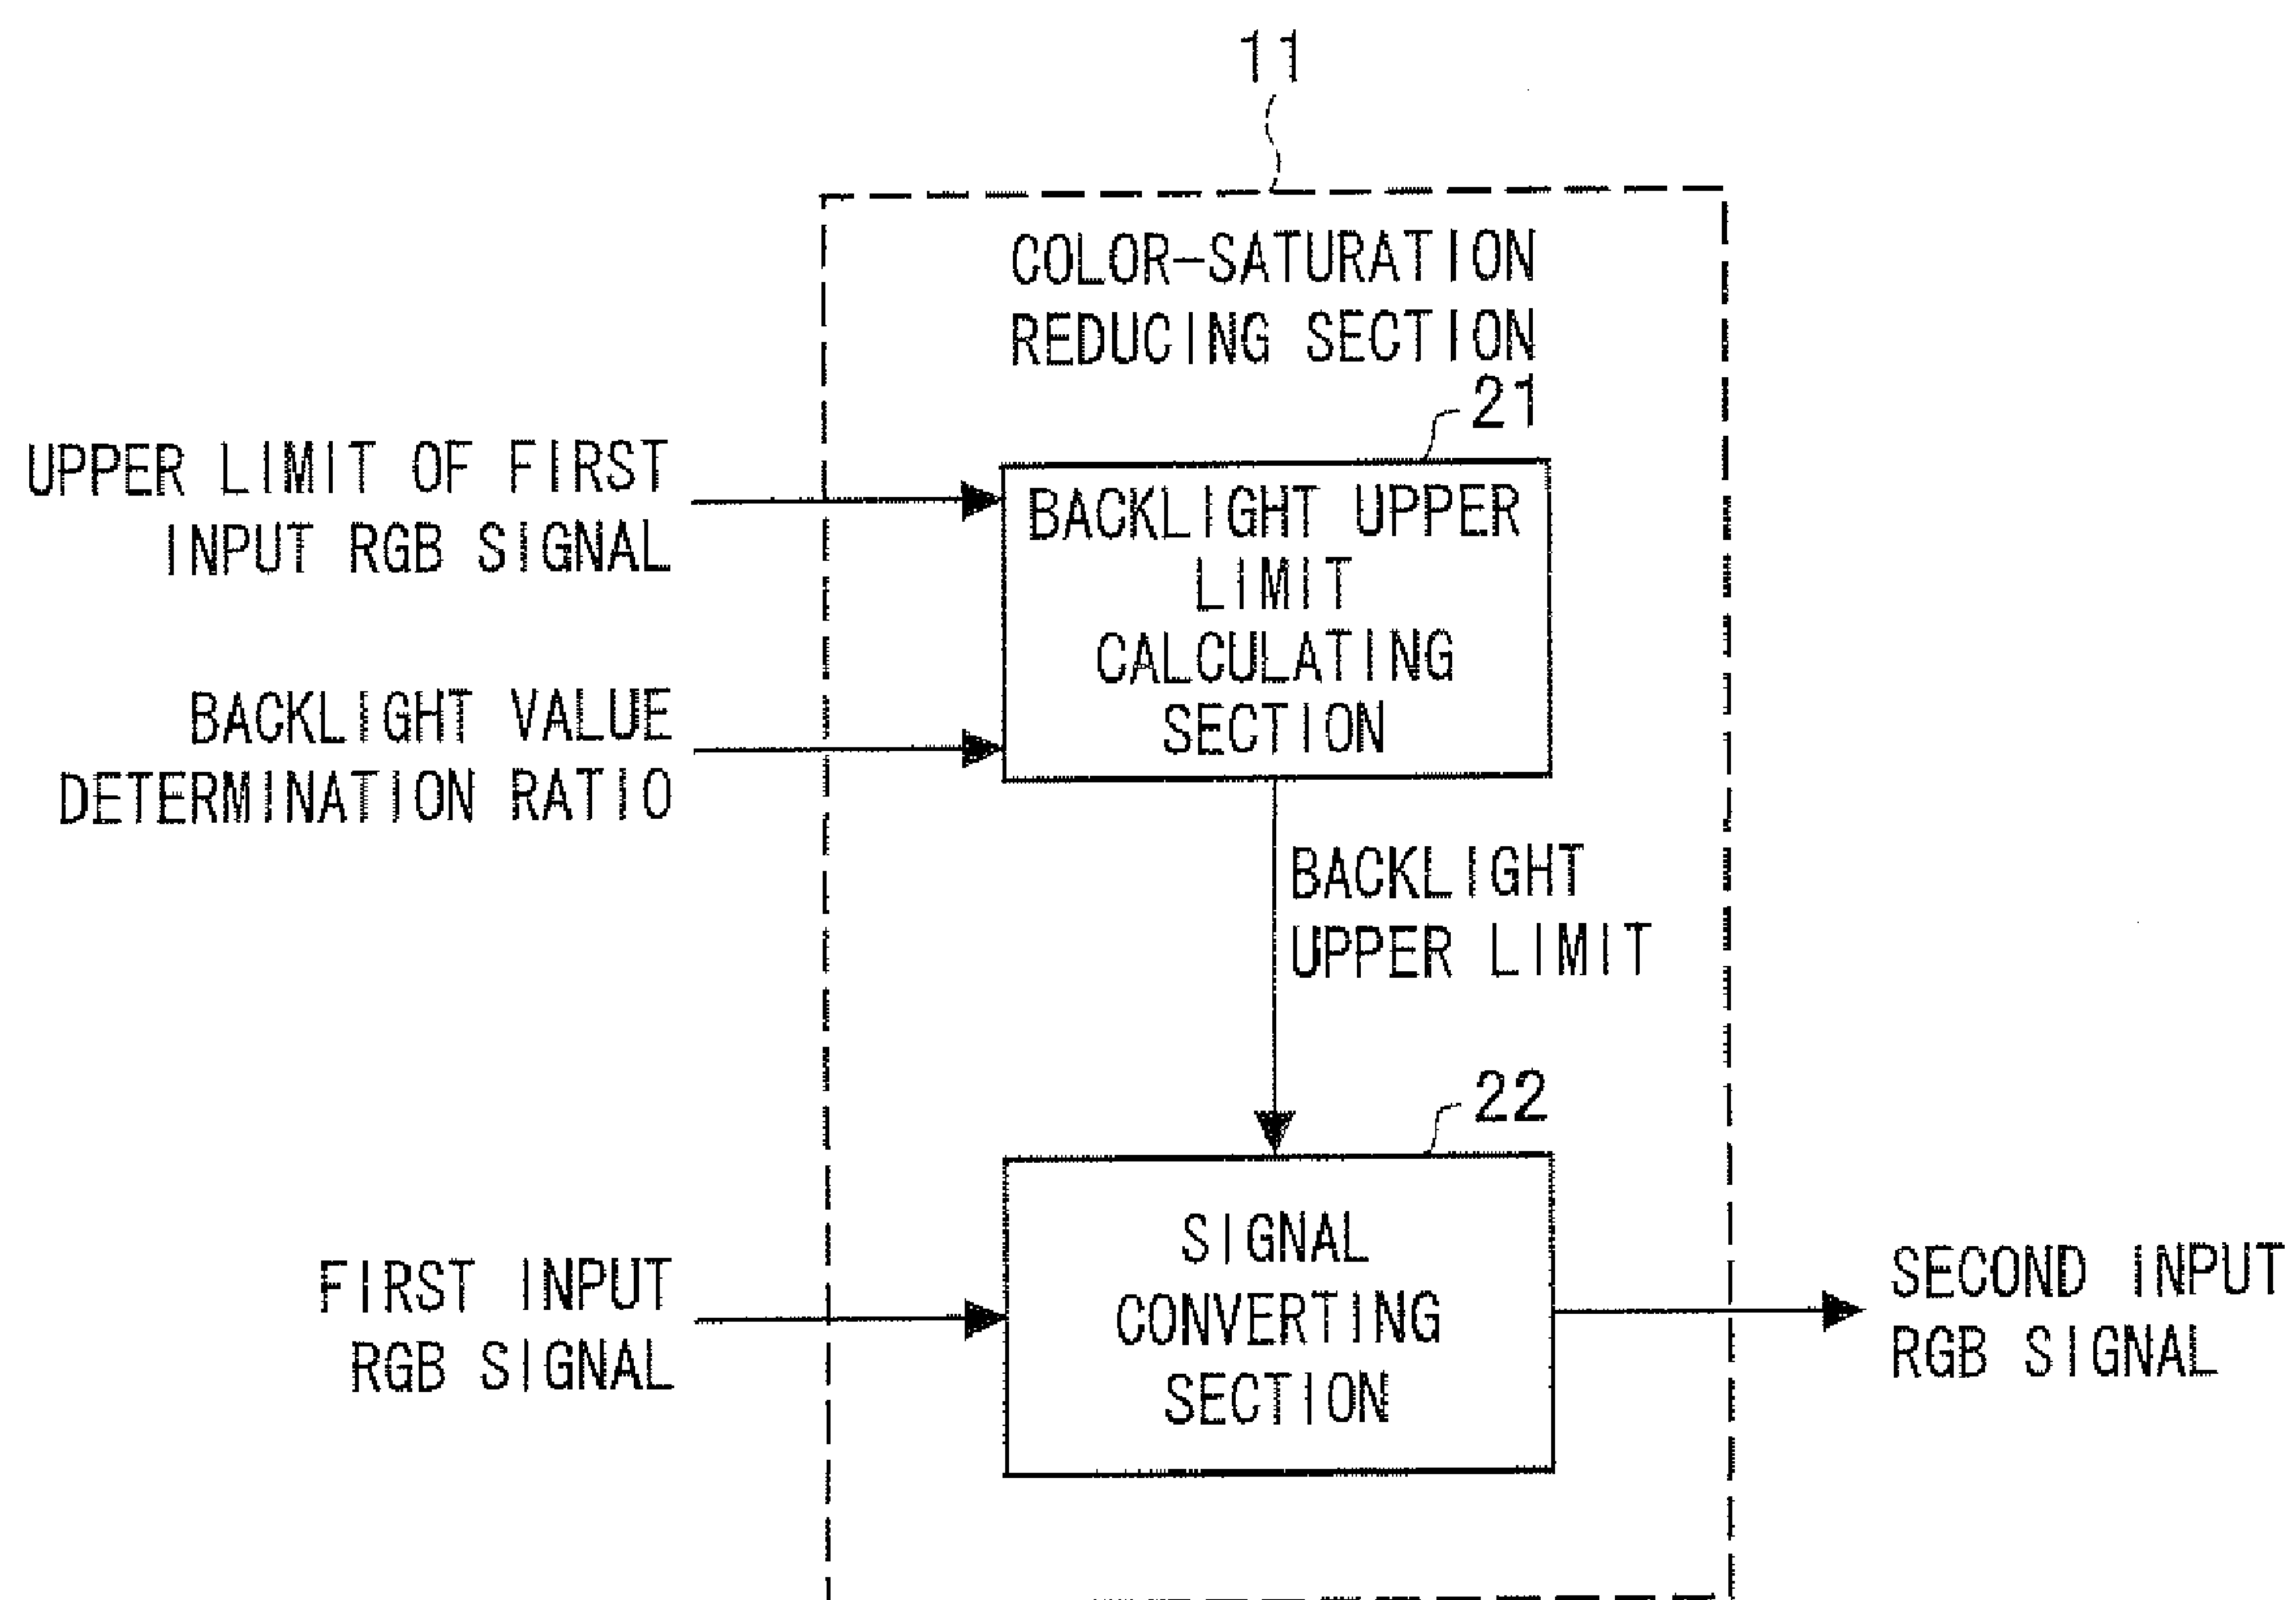 11
COLOR-SATURATION
REDUCING SECTION
21
UPPER LIMIT OF FIRST
INPUT RGB SIGNAL
BACKLIGHT UPPER
LIMIT
CALCULATING
SECTION
BACKLIGHT VALUE
DETERMINATION RATIO
BACKLIGHT
UPPER LIMIT
22
FIRST INPUT
RGB SIGNAL
SIGNAL
CONVERTING
SECTION
SECOND INPUT
RGB SIGNAL